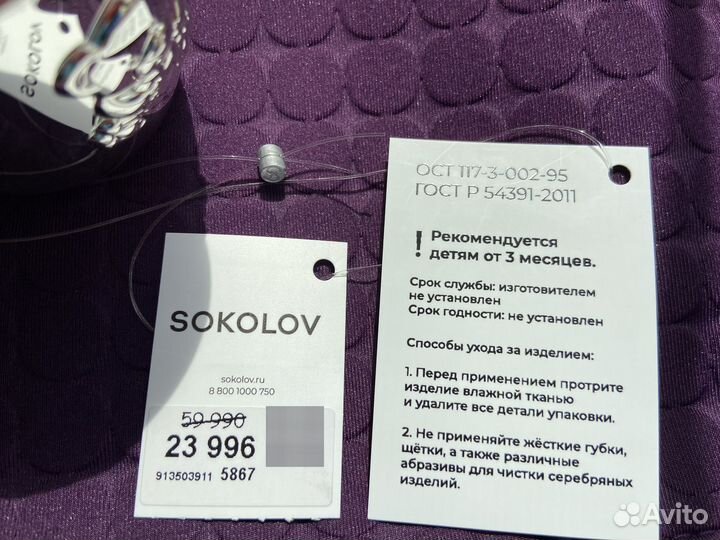 SOKOLOV
ОСТ 117-3-002-95
ГОСТ Р 54391-2011
! Рекомендуется
детям от 3 месяцев.
Срок службы: изготовителем
не установлен
Срок годности: не установлен
Способы ухода за изделием:
1. Перед применением протрите
изделие влажной тканью
и удалите все детали упаковки.
2. Не применяйте жёсткие губки,
щётки, а также различные
абразивы для чистки серебряных
изделий.
SOKOLOV
sokolov.ru
8 800 1000 750
59 990
23 996
913503911 5867
Avito